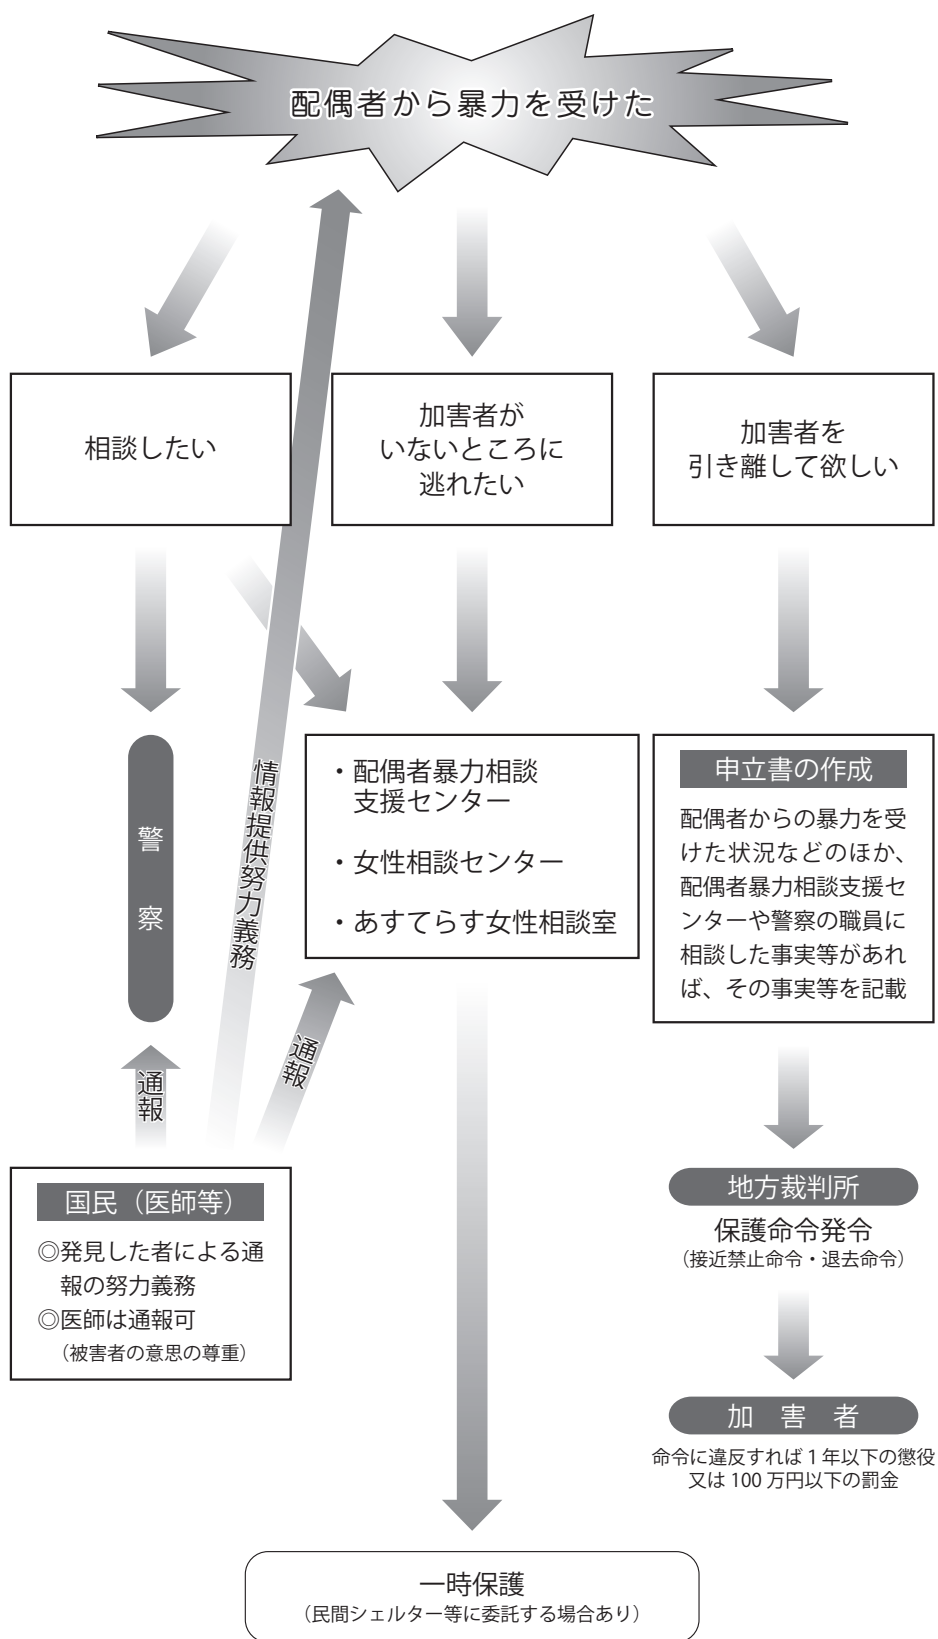 配偶者から暴力を受けた
相談したい
加害者が
いないところに
逃れたい
加害者を
引き離して欲しい
警察
情報提供努力義務
・配偶者暴力相談
支援センター
・女性相談センター
・あすてらす女性相談室
申立書の作成
配偶者からの暴力を受
けた状況などのほか、
配偶者暴力相談支援セ
ンターや警察の職員に
相談した事実等があれ
ば、その事実等を記載
通報
通報
国民（医師等）
◎発見した者による通
報の努力義務
◎医師は通報可
（被害者の意思の尊重）
地方裁判所
保護命令発令
（接近禁止命令・退去命令）
加 害 者
命令に違反すれば１年以下の懲役
又は 100 万円以下の罰金
一時保護
（民間シェルター等に委託する場合あり）